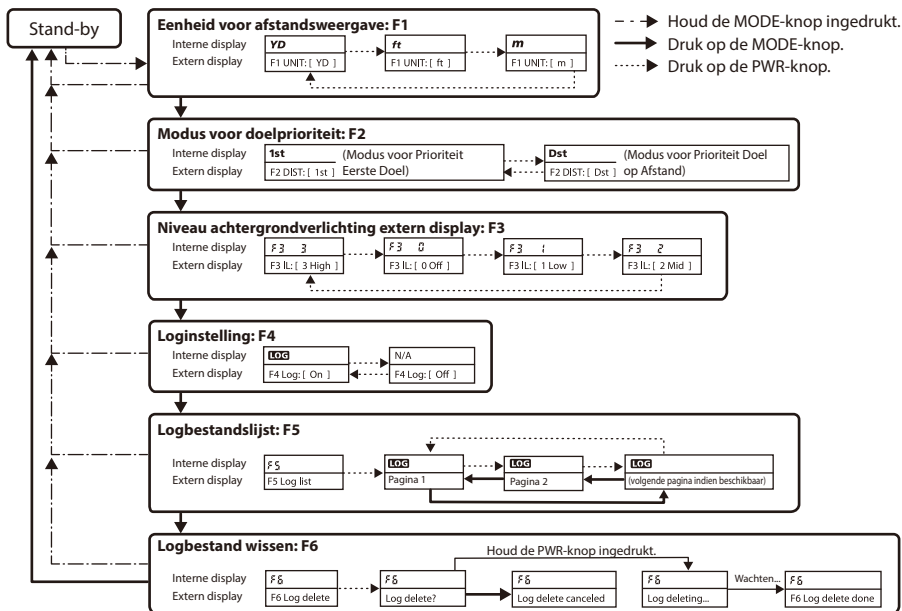 Stand-by
- · -► Houd de MODE-knop ingedrukt.
Druk op de MODE-knop.
Druk op de PWR-knop.
Eenheid voor afstandsweergave: F1
Interne display YD ft m
Extern display F1 UNIT: [ YD ] F1 UNIT: [ ft ] F1 UNIT: [ m ]
Modus voor doelprioriteit: F2
Interne display 1st (Modus voor Prioriteit Dst (Modus voor Prioriteit Doel
Extern display F2 DIST: [ 1st ] Eerste Doel) F2 DIST: [ Dst ] op Afstand)
Niveau achtergrondverlichting extern display: F3
Interne display F3 3 F3 0 F3 1 F3 2
Extern display F3 IL: [ 3 High ] F3 IL: [ 0 Off ] F3 IL: [ 1 Low ] F3 IL: [ 2 Mid ]
Loginstelling: F4
Interne display LOG N/A
Extern display F4 Log: [ On ] F4 Log: [ Off ]
Logbestandslijst: F5
Interne display F5 LOG LOG LOG
Extern display F5 Log list Pagina 1 Pagina 2 (volgende pagina indien beschikbaar)
Logbestand wissen: F6
Houd de PWR-knop ingedrukt.
Interne display F6 F6 F6 F6 Wachten... F6
Extern display F6 Log delete Log delete? Log delete canceled Log deleting... F6 Log delete done